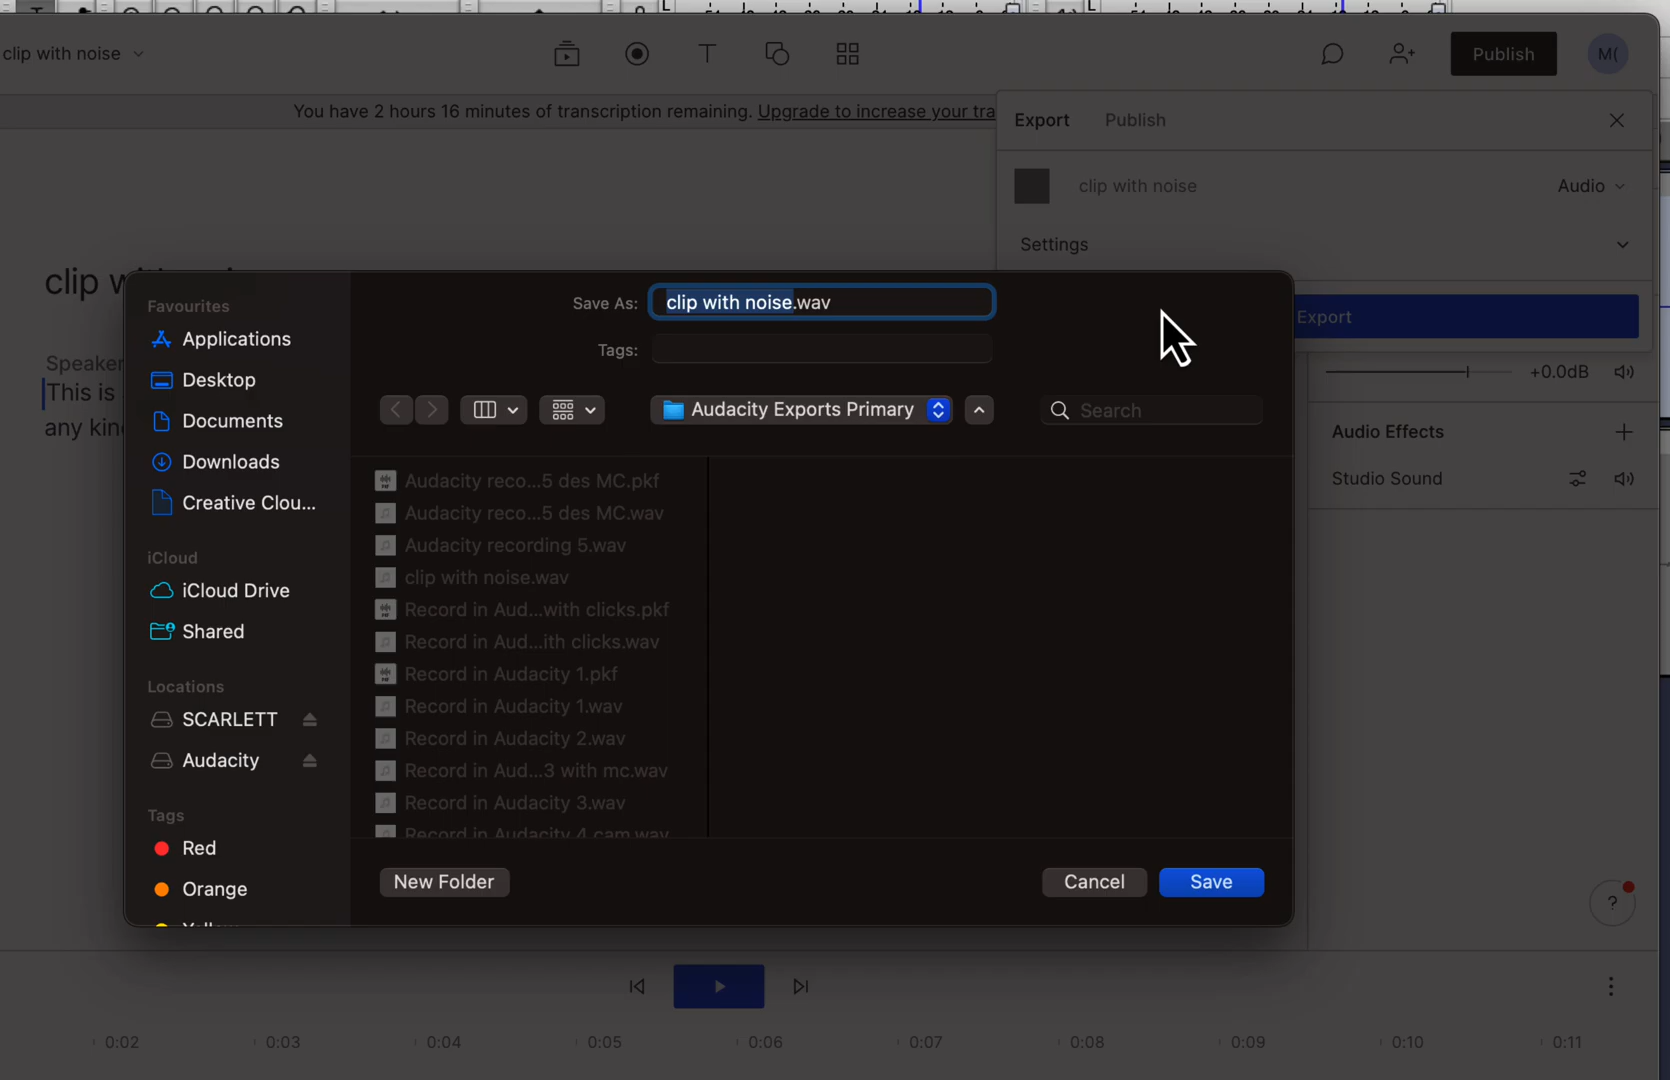 clip with noise
T
Publish
M(
You have 2 hours 16 minutes of transcription remaining. Upgrade to increase your tra
Export
Publish
clip with noise
Audio
Settings
Export
+0.0dB
Audio Effects
Studio Sound
clip w
Speaker
This is
any kin
Favourites
Applications
Desktop
Documents
Downloads
Creative Clou...
iCloud
iCloud Drive
Shared
Locations
SCARLETT
Audacity
Tags
Red
Orange
Save As:
clip with noise.wav
Tags:
Audacity Exports Primary
Search
Audacity reco...5 des MC.pkf
Audacity reco...5 des MC.wav
Audacity recording 5.wav
clip with noise.wav
Record in Aud...with clicks.pkf
Record in Aud...ith clicks.wav
Record in Audacity 1.pkf
Record in Audacity 1.wav
Record in Audacity 2.wav
Record in Aud...3 with mc.wav
Record in Audacity 3.wav
Record in Audacity 4 cam.wav
New Folder
Cancel
Save
?
0:02
0:03
0:04
0:05
0:06
0:07
0:08
0:09
0:10
0:11